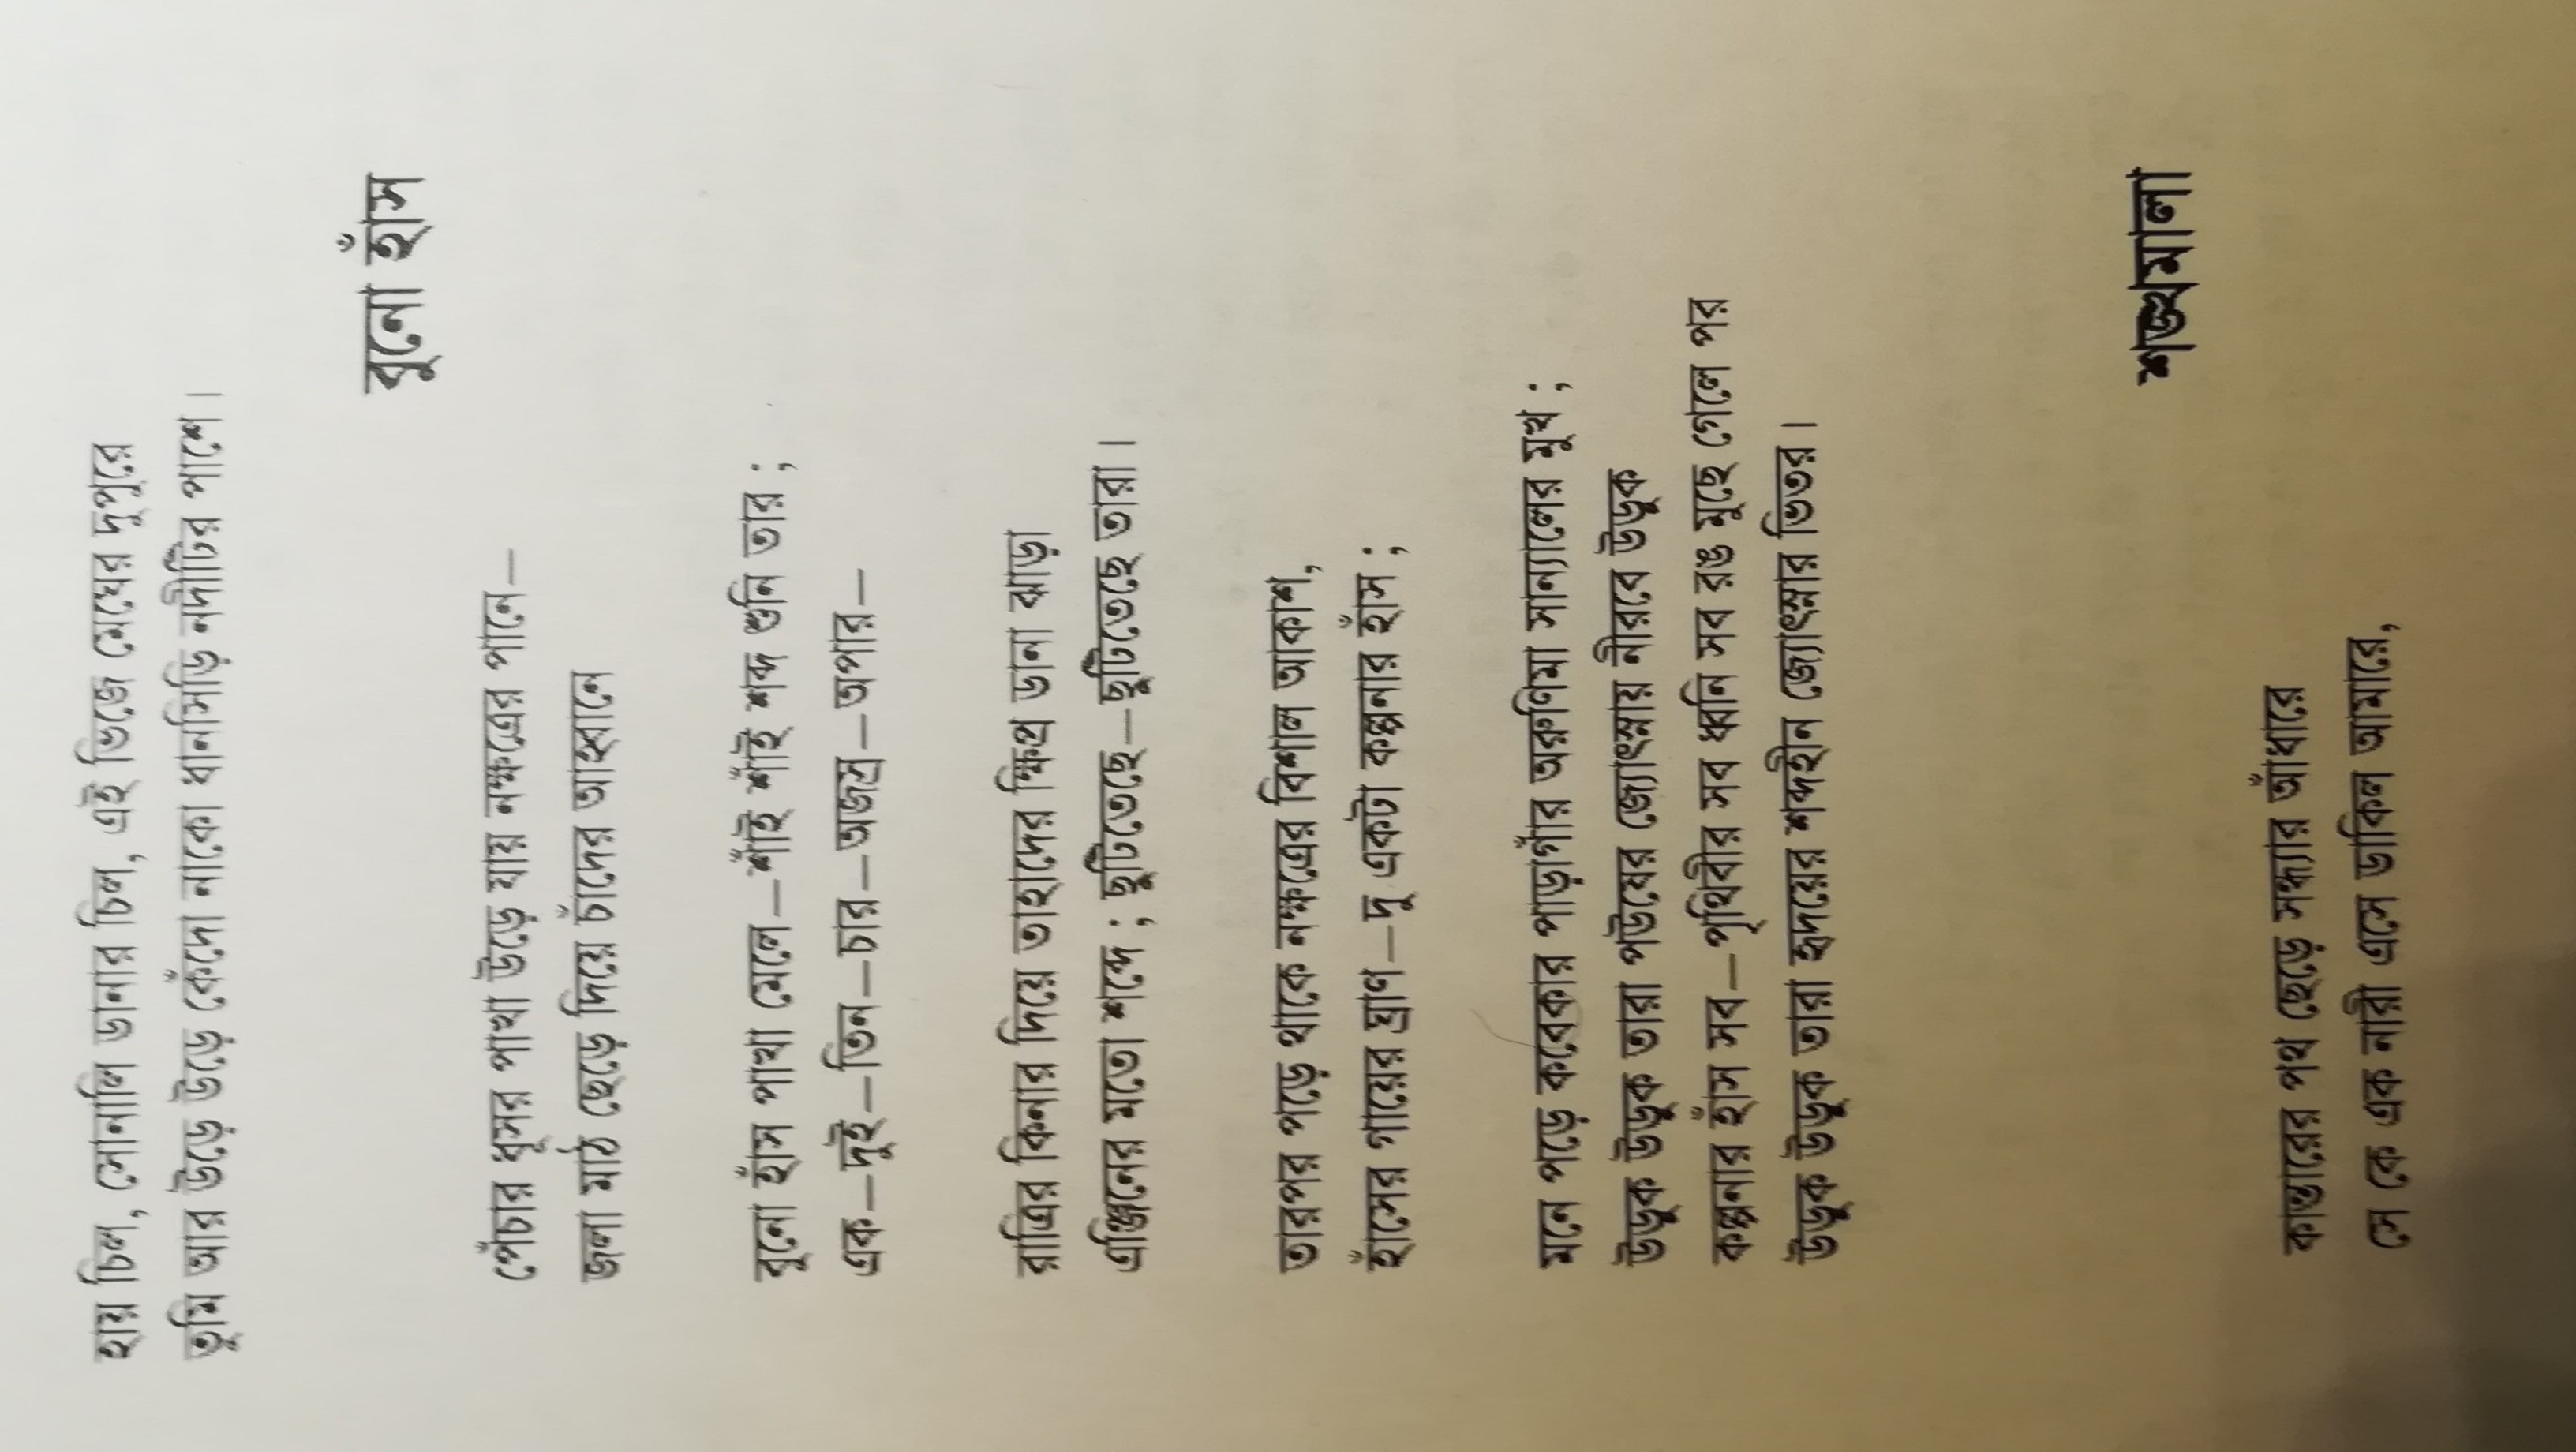 হায় চিল, সোনালি ডানার চিল, এই ভিজে মেঘের দুপুরে
তুমি আর উড়ে উড়ে কেঁদো নাকো ধানসিড়ি নদীটির পাশে।
বুনো হাঁস
পেঁচার ধূসর পাখা উড়ে যায় নক্ষত্রের পানে—
জলা মাঠ ছেড়ে দিয়ে চাঁদের আহ্বানে
বুনো হাঁস পাখা মেলে—শাঁই শাঁই শব্দ শুনি তার;
এক—দুই—তিন—চার—অজস্র—অপার—
রাত্রির কিনার দিয়ে তাহাদের ক্ষিপ্র ডানা ঝাড়া
এঞ্জিনের মতো শব্দে; ছুটিতেছে—ছুটিতেছে তারা।
তারপর পড়ে থাকে নক্ষত্রের বিশাল আকাশ,
হাঁসের গায়ের ঘ্রাণ—দু একটা কল্পনার হাঁস;
মনে পড়ে কবেকার পাড়াগাঁর অরুণিমা সান্যালের মুখ;
উড়ুক উড়ুক তারা পউষের জ্যোৎস্নায় নীরবে উড়ুক
কল্পনার হাঁস সব—পৃথিবীর সব ধ্বনি সব রঙ মুছে গেলে পর
উড়ুক উড়ুক তারা হৃদয়ের শব্দহীন জ্যোৎস্নার ভিতর।
শঙ্খমালা
কান্তারের পথ ছেড়ে সন্ধ্যার আঁধারে
সে কে এক নারী এসে ডাকিল আমারে,